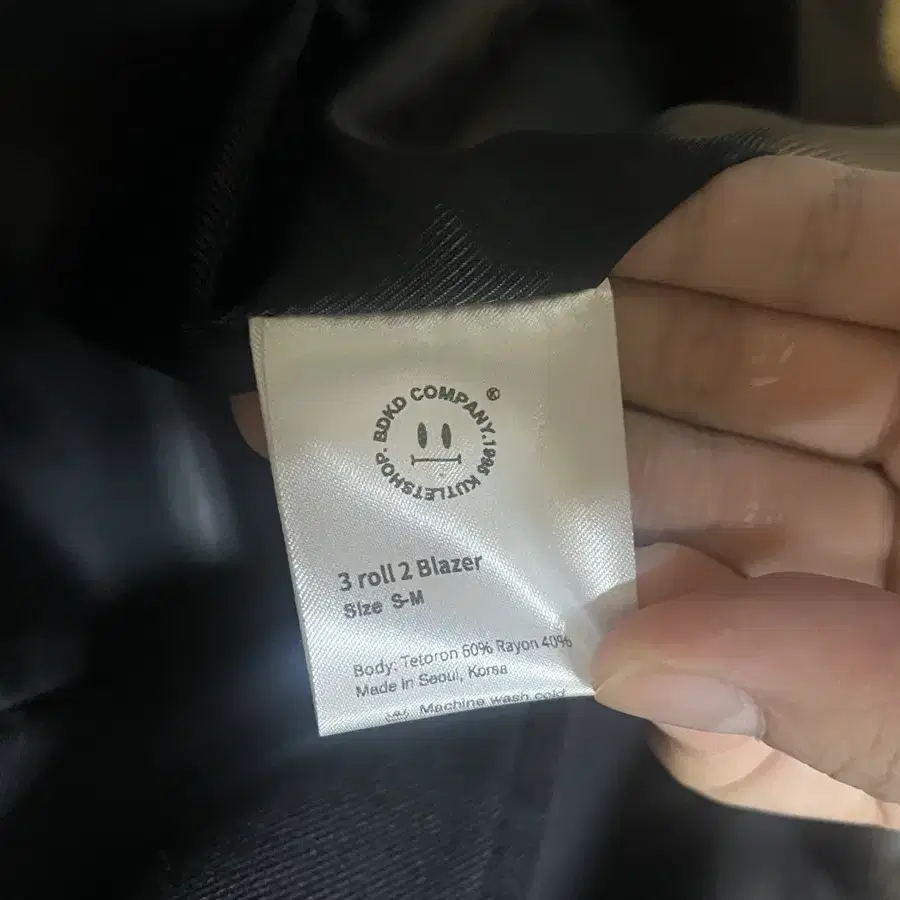 BDKD COMPANY.1995 KUTLETSHOP.
®
3 roll 2 Blazer
Size S-M
Body: Tetoron 60% Rayon 40%
Made in Seoul, Korea
Machine wash cold